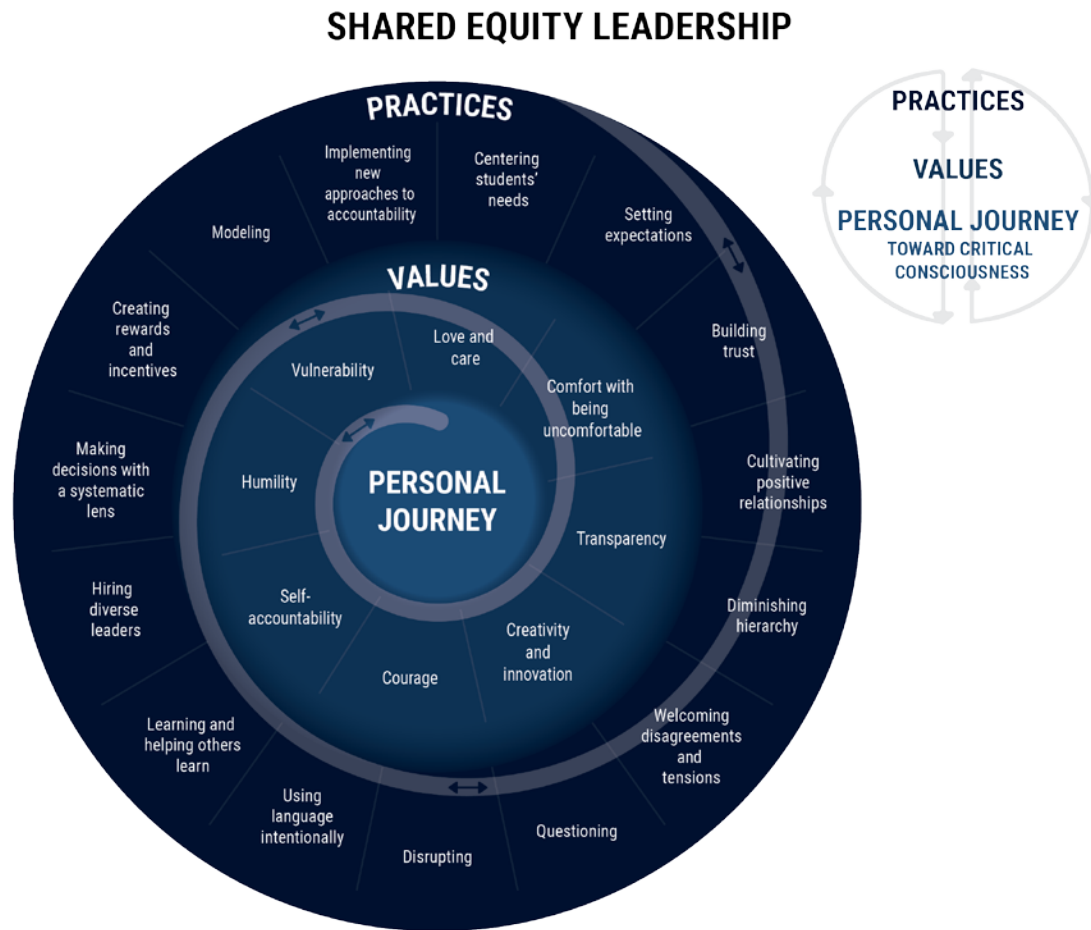 SHARED EQUITY LEADERSHIP
PRACTICES
Centering
students'
needs
Setting
expectations
Building
trust
Cultivating
positive
relationships
Diminishing
hierarchy
Welcoming
disagreements
and
tensions
Questioning
Disrupting
Using
language
intentionally
Learning and
helping others
learn
Hiring
diverse
leaders
Making
decisions with
a systematic
lens
Creating
rewards
and
incentives
Modeling
Implementing
new
approaches to
accountability
VALUES
Love and
care
Comfort with
being
uncomfortable
Transparency
Creativity
and
innovation
Courage
Self-
accountability
Humility
Vulnerability
PERSONAL
JOURNEY
PRACTICES
VALUES
PERSONAL JOURNEY
TOWARD CRITICAL
CONSCIOUSNESS